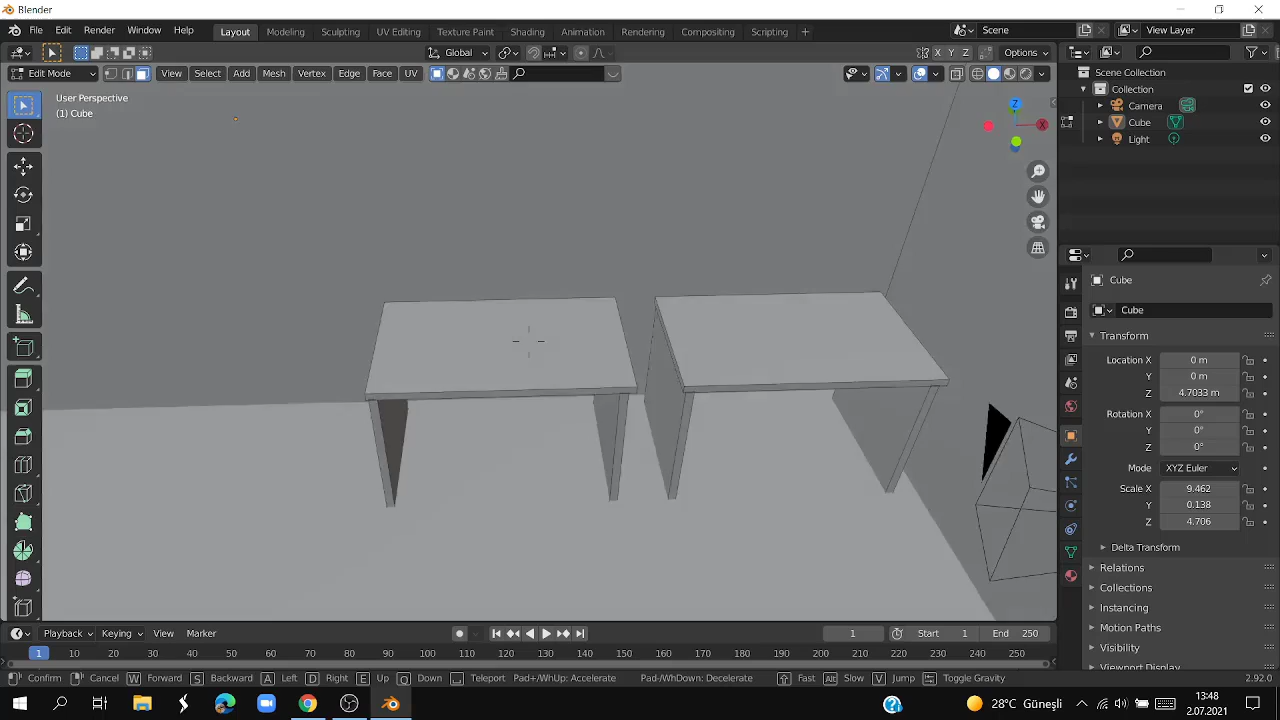 Blender
File Edit Render Window Help Layout Modeling Sculpting UV Editing Texture Paint Shading Animation Rendering Compositing Scripting + Scene View Layer
Global X Y Z Options
Edit Mode View Select Add Mesh Vertex Edge Face UV
User Perspective
(1) Cube
Z
X
Scene Collection
Collection
Camera
Cube
Light
Cube
Cube
Transform
Location X 0 m
Y 0 m
Z 4.7033 m
Rotation X 0°
Y 0°
Z 0°
Mode XYZ Euler
Scale X 9.462
Y 0.138
Z 4.706
Delta Transform
Relations
Collections
Instancing
Motion Paths
Visibility
Viewport Display
Playback Keying View Marker 1 Start 1 End 250
1 10 20 30 40 50 60 70 80 90 100 110 120 130 140 150 160 170 180 190 200 210 220 230 240 250
Confirm Cancel W Forward S Backward A Left D Right E Up Q Down Teleport Pad+/WhUp: Accelerate Pad-/WhDown: Decelerate Fast Slow V Jump Toggle Gravity 2.92.0
28°C Güneşli 13:48
2.07.2021